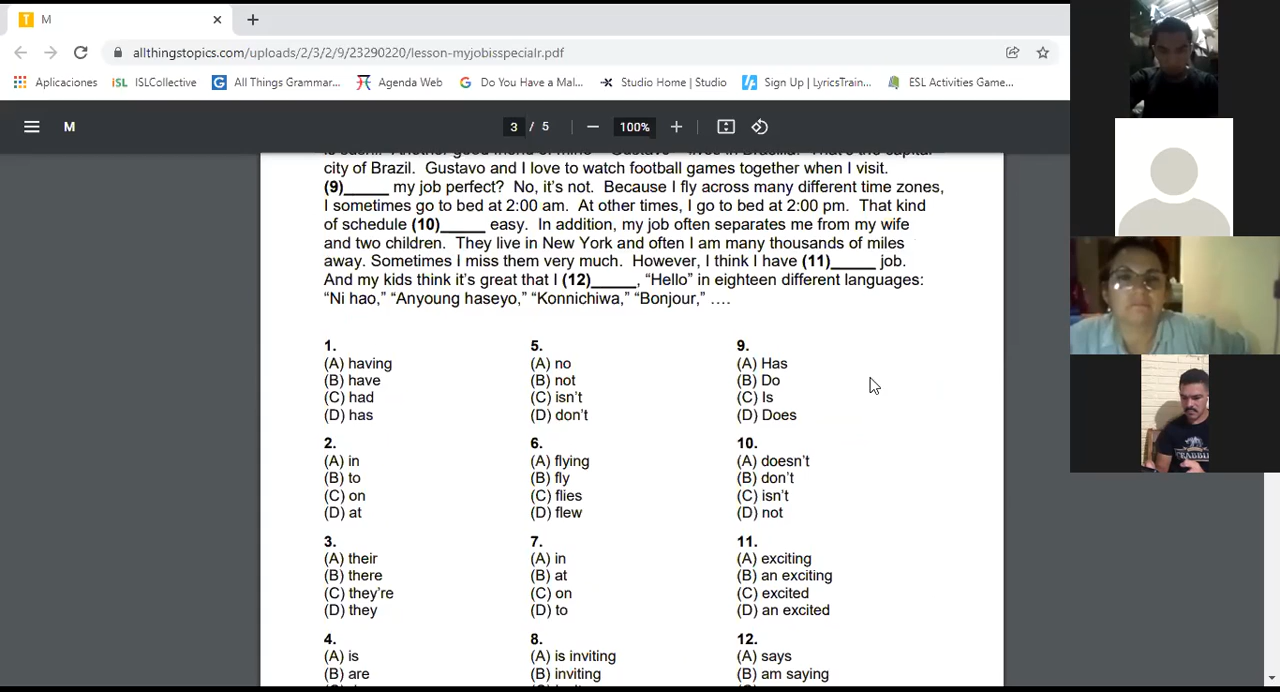 M
allthingstopics.com/uploads/2/3/2/9/23290220/lesson-myjobisspecialr.pdf
Aplicaciones iSL ISLCollective G All Things Grammar... Agenda Web G Do You Have a Mal... Studio Home | Studio Sign Up | LyricsTrain... ESL Activities Game...
M 3 / 5 100%
city of Brazil. Gustavo and I love to watch football games together when I visit.
(9)_____ my job perfect? No, it's not. Because I fly across many different time zones,
I sometimes go to bed at 2:00 am. At other times, I go to bed at 2:00 pm. That kind
of schedule (10)_____ easy. In addition, my job often separates me from my wife
and two children. They live in New York and often I am many thousands of miles
away. Sometimes I miss them very much. However, I think I have (11)_____ job.
And my kids think it's great that I (12)_____, “Hello” in eighteen different languages:
“Ni hao,” “Anyoung haseyo,” “Konnichiwa,” “Bonjour,” ….
1.
(A) having
(B) have
(C) had
(D) has
2.
(A) in
(B) to
(C) on
(D) at
3.
(A) their
(B) there
(C) they're
(D) they
4.
(A) is
(B) are
5.
(A) no
(B) not
(C) isn't
(D) don't
6.
(A) flying
(B) fly
(C) flies
(D) flew
7.
(A) in
(B) at
(C) on
(D) to
8.
(A) is inviting
(B) inviting
9.
(A) Has
(B) Do
(C) Is
(D) Does
10.
(A) doesn't
(B) don't
(C) isn't
(D) not
11.
(A) exciting
(B) an exciting
(C) excited
(D) an excited
12.
(A) says
(B) am saying